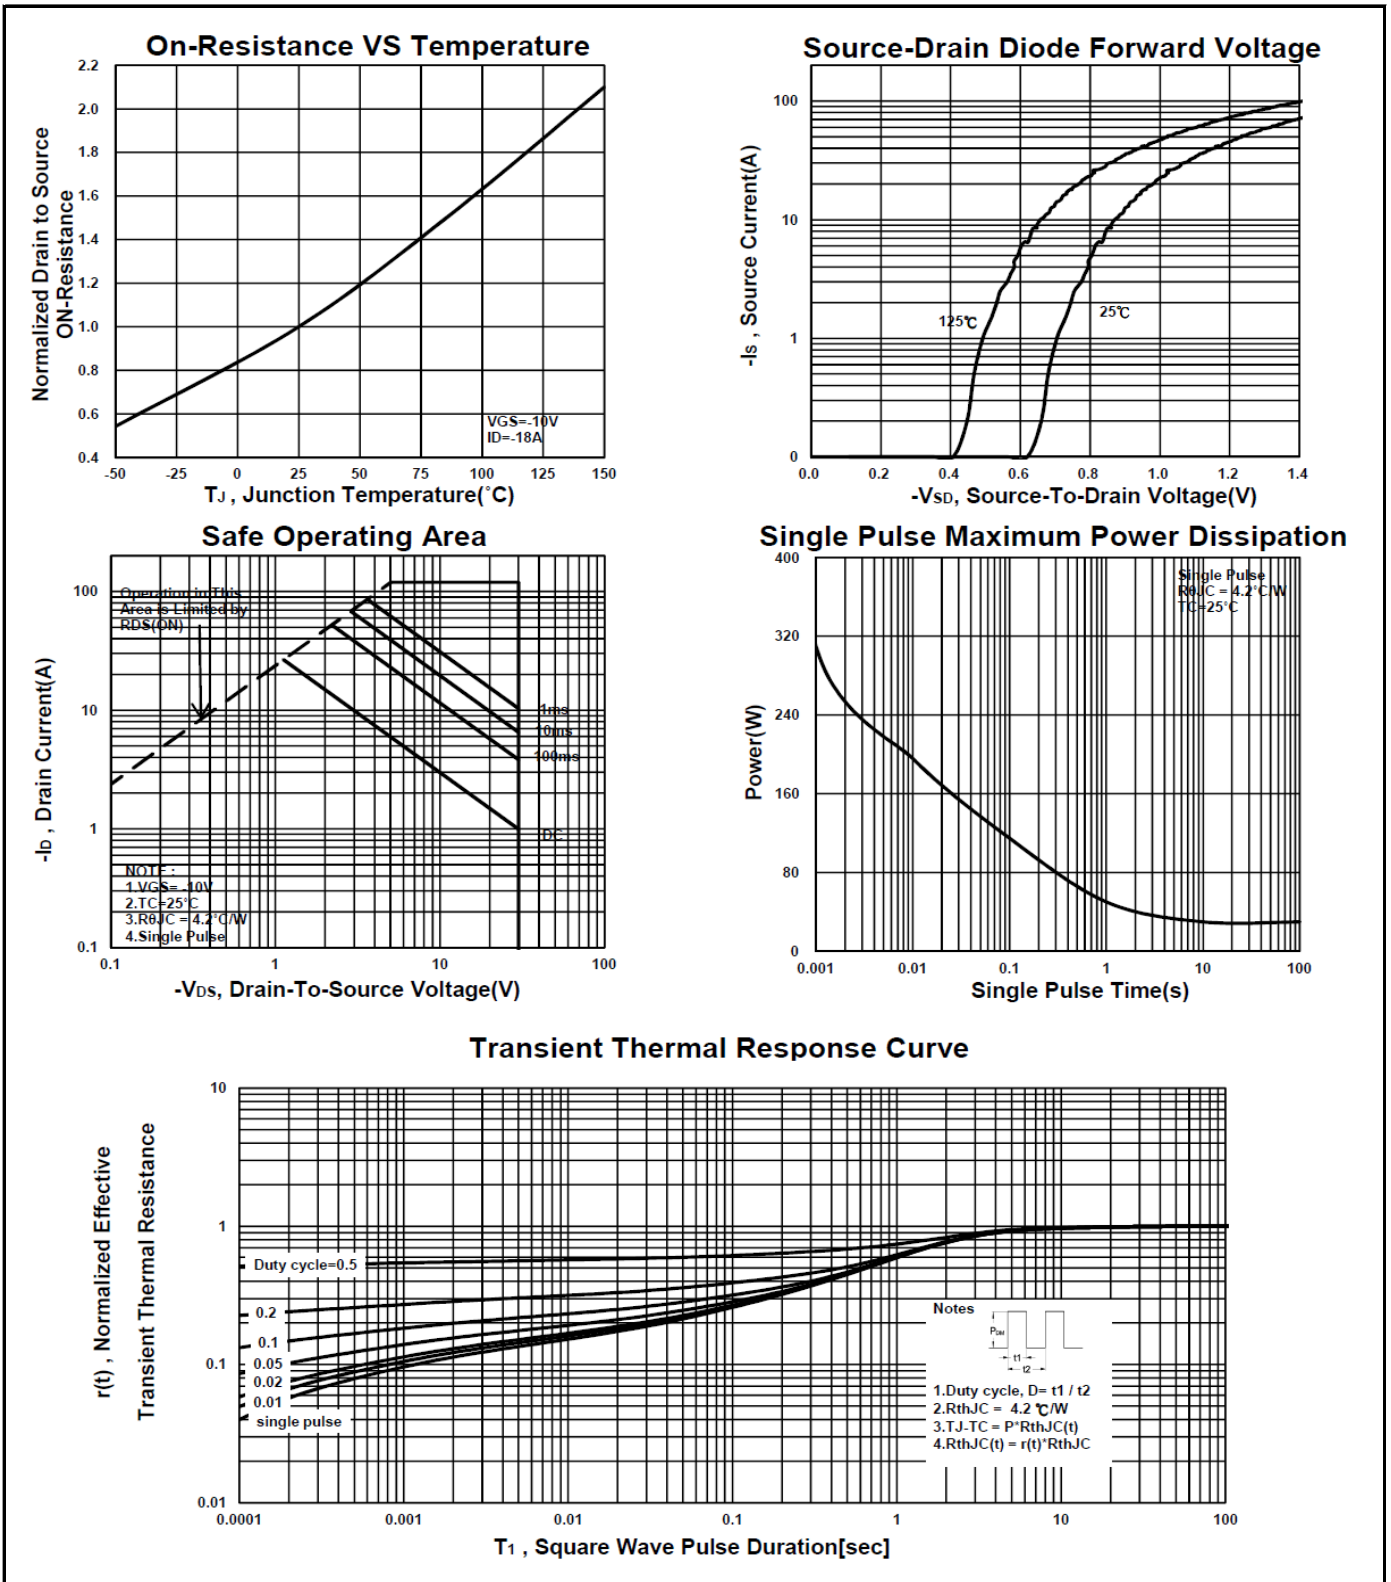 On-Resistance VS Temperature
Normalized Drain to Source
ON-Resistance
2.2
2.0
1.8
1.6
1.4
1.2
1.0
0.8
0.6
0.4
VGS=-10V
ID=-18A
-50 -25 0 25 50 75 100 125 150
TJ , Junction Temperature(°C)
Source-Drain Diode Forward Voltage
-IS , Source Current(A)
100
10
1
0
125℃
25℃
0.0 0.2 0.4 0.6 0.8 1.0 1.2 1.4
-VSD, Source-To-Drain Voltage(V)
Safe Operating Area
-ID , Drain Current(A)
100
10
1
0.1
Operation in This
Area is Limited by
RDS(ON)
1ms
10ms
100ms
DC
NOTE :
1.VGS= -10V
2.TC=25°C
3.RθJC = 4.2°C/W
4.Single Pulse
0.1 1 10 100
-VDS, Drain-To-Source Voltage(V)
Single Pulse Maximum Power Dissipation
Power(W)
400
320
240
160
80
0
Single Pulse
RθJC = 4.2°C/W
TC=25°C
0.001 0.01 0.1 1 10 100
Single Pulse Time(s)
Transient Thermal Response Curve
r(t) , Normalized Effective
Transient Thermal Resistance
10
1
0.1
0.01
Duty cycle=0.5
0.2
0.1
0.05
0.02
0.01
single pulse
Notes
PDM
t1
t2
1.Duty cycle, D= t1 / t2
2.RthJC = 4.2 ℃/W
3.TJ-TC = P*RthJC(t)
4.RthJC(t) = r(t)*RthJC
0.0001 0.001 0.01 0.1 1 10 100
T1 , Square Wave Pulse Duration[sec]